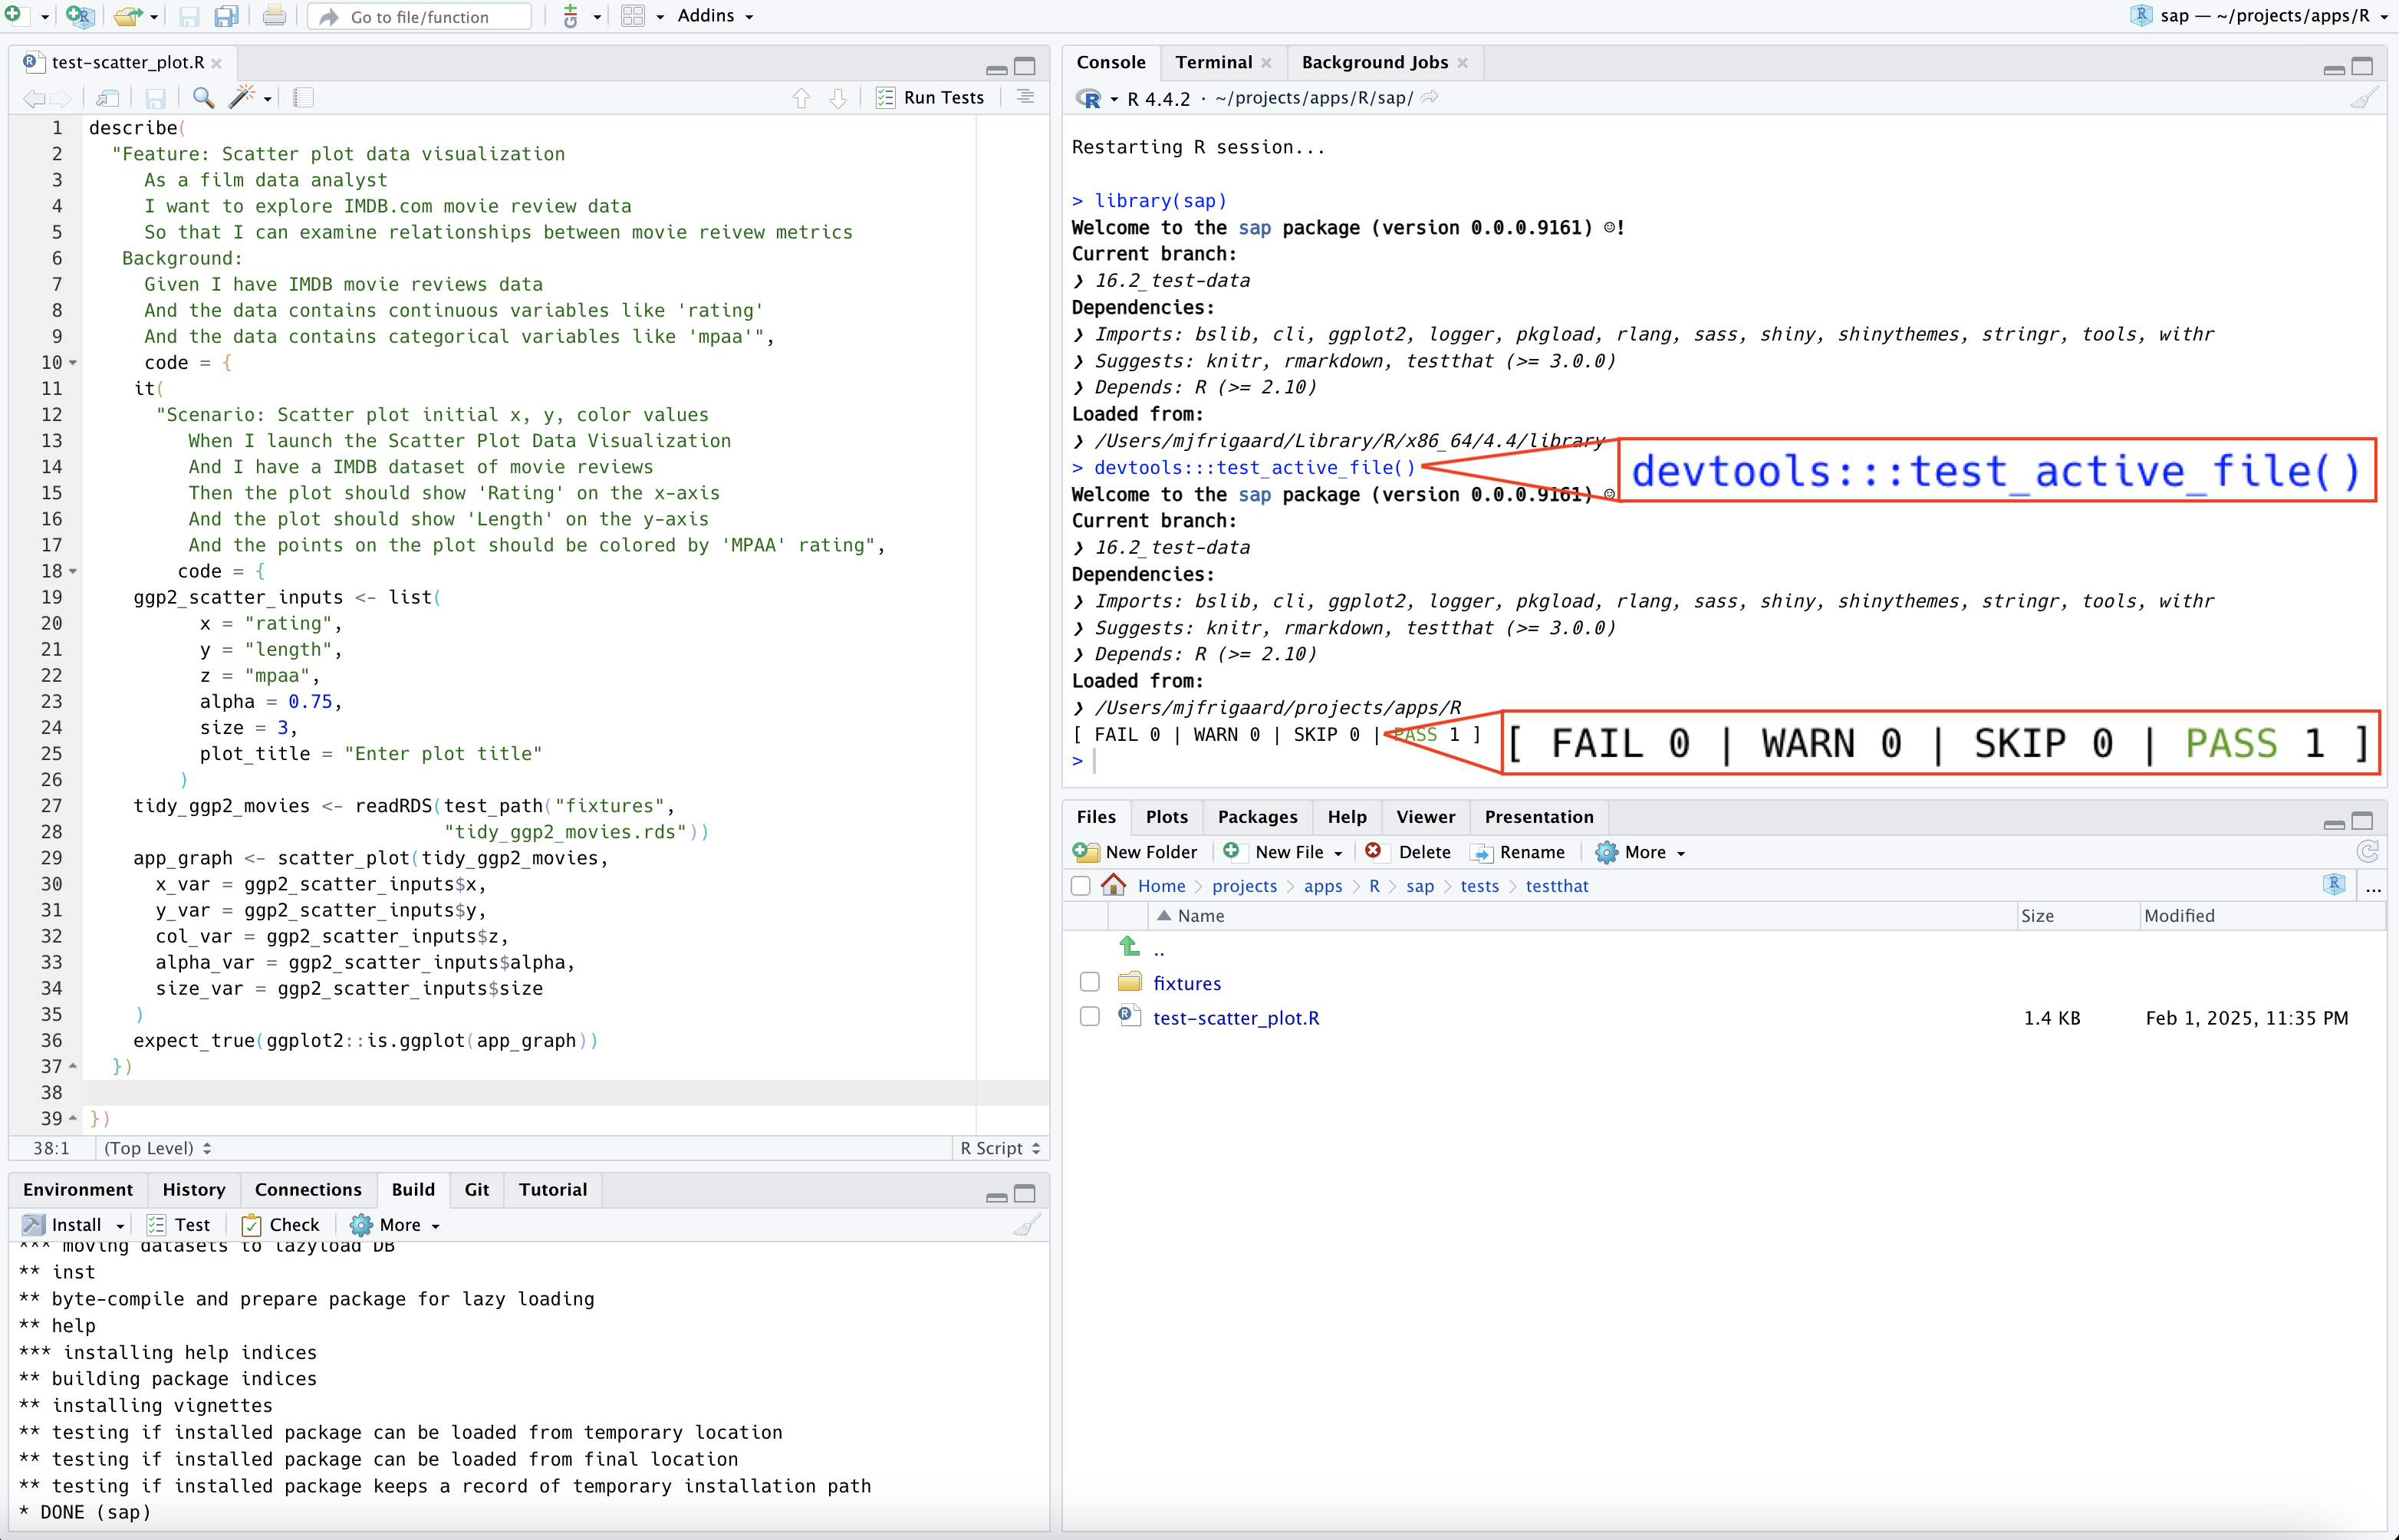 Go to file/function
Addins
sap — ~/projects/apps/R
test-scatter_plot.R
Run Tests
1 describe(
2 "Feature: Scatter plot data visualization
3 As a film data analyst
4 I want to explore IMDB.com movie review data
5 So that I can examine relationships between movie reivew metrics
6 Background:
7 Given I have IMDB movie reviews data
8 And the data contains continuous variables like 'rating'
9 And the data contains categorical variables like 'mpaa'",
10 code = {
11 it(
12 "Scenario: Scatter plot initial x, y, color values
13 When I launch the Scatter Plot Data Visualization
14 And I have a IMDB dataset of movie reviews
15 Then the plot should show 'Rating' on the x-axis
16 And the plot should show 'Length' on the y-axis
17 And the points on the plot should be colored by 'MPAA' rating",
18 code = {
19 ggp2_scatter_inputs <- list(
20 x = "rating",
21 y = "length",
22 z = "mpaa",
23 alpha = 0.75,
24 size = 3,
25 plot_title = "Enter plot title"
26 )
27 tidy_ggp2_movies <- readRDS(test_path("fixtures",
28 "tidy_ggp2_movies.rds"))
29 app_graph <- scatter_plot(tidy_ggp2_movies,
30 x_var = ggp2_scatter_inputs$x,
31 y_var = ggp2_scatter_inputs$y,
32 col_var = ggp2_scatter_inputs$z,
33 alpha_var = ggp2_scatter_inputs$alpha,
34 size_var = ggp2_scatter_inputs$size
35 )
36 expect_true(ggplot2::is.ggplot(app_graph))
37 })
38
39 })
38:1 (Top Level) R Script
Environment History Connections Build Git Tutorial
Install Test Check More
*** moving datasets to lazyload DB
** inst
** byte-compile and prepare package for lazy loading
** help
*** installing help indices
** building package indices
** installing vignettes
** testing if installed package can be loaded from temporary location
** testing if installed package can be loaded from final location
** testing if installed package keeps a record of temporary installation path
* DONE (sap)
Console Terminal Background Jobs
R 4.4.2 · ~/projects/apps/R/sap/
Restarting R session...
> library(sap)
Welcome to the sap package (version 0.0.0.9161) ☺!
Current branch:
❯ 16.2_test-data
Dependencies:
❯ Imports: bslib, cli, ggplot2, logger, pkgload, rlang, sass, shiny, shinythemes, stringr, tools, withr
❯ Suggests: knitr, rmarkdown, testthat (>= 3.0.0)
❯ Depends: R (>= 2.10)
Loaded from:
❯ /Users/mjfrigaard/Library/R/x86_64/4.4/library
> devtools:::test_active_file()
devtools:::test_active_file()
Welcome to the sap package (version 0.0.0.9161) ☺
Current branch:
❯ 16.2_test-data
Dependencies:
❯ Imports: bslib, cli, ggplot2, logger, pkgload, rlang, sass, shiny, shinythemes, stringr, tools, withr
❯ Suggests: knitr, rmarkdown, testthat (>= 3.0.0)
❯ Depends: R (>= 2.10)
Loaded from:
❯ /Users/mjfrigaard/projects/apps/R
[ FAIL 0 | WARN 0 | SKIP 0 | PASS 1 ]
[ FAIL 0 | WARN 0 | SKIP 0 | PASS 1 ]
>
Files Plots Packages Help Viewer Presentation
New Folder New File Delete Rename More
Home projects apps R sap tests testthat ...
Name Size Modified
..
fixtures
test-scatter_plot.R 1.4 KB Feb 1, 2025, 11:35 PM